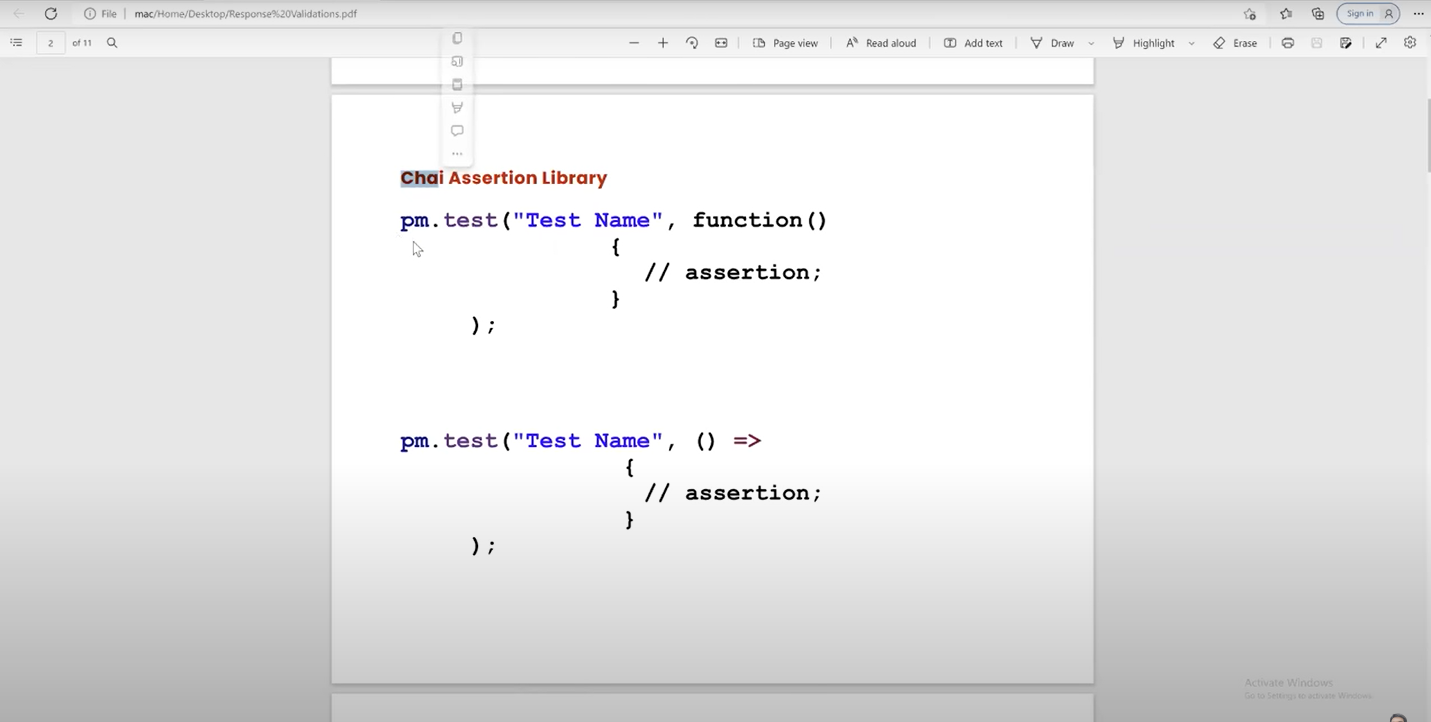 File mac/Home/Desktop/Response%20Validations.pdf Sign in
2 of 11 Page view Read aloud Add text Draw Highlight Erase
Chai Assertion Library
pm.test("Test Name", function()
{
// assertion;
}
);
pm.test("Test Name", () =>
{
// assertion;
}
);
Activate Windows
Go to Settings to activate Windows.